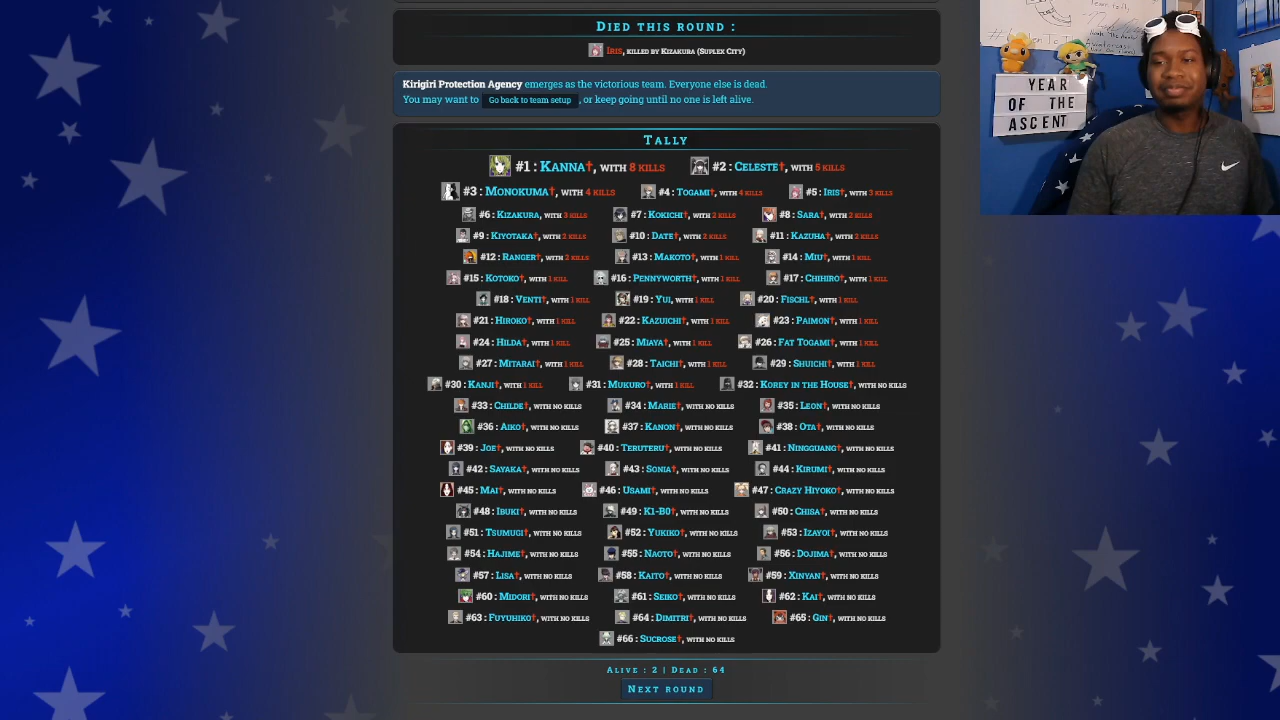 Died this round :
Iris, killed by Kizakura (Suplex City)
Kirigiri Protection Agency emerges as the victorious team. Everyone else is dead.
You may want to Go back to team setup, or keep going until no one is left alive.
Tally
#1 : Kanna†, with 8 kills #2 : Celeste†, with 5 kills
#3 : Monokuma†, with 4 kills #4 : Togami†, with 4 kills #5 : Iris†, with 3 kills
#6 : Kizakura, with 3 kills #7 : Kokichi†, with 2 kills #8 : Sara†, with 2 kills
#9 : Kiyotaka†, with 2 kills #10 : Date†, with 2 kills #11 : Kazuha†, with 2 kills
#12 : Ranger†, with 2 kills #13 : Makoto†, with 1 kill #14 : Miu†, with 1 kill
#15 : Kotoko†, with 1 kill #16 : Pennyworth†, with 1 kill #17 : Chihiro†, with 1 kill
#18 : Venti†, with 1 kill #19 : Yui, with 1 kill #20 : Fischl†, with 1 kill
#21 : Hiroko†, with 1 kill #22 : Kazuichi†, with 1 kill #23 : Paimon†, with 1 kill
#24 : Hilda†, with 1 kill #25 : Miaya†, with 1 kill #26 : Fat Togami†, with 1 kill
#27 : Mitarai†, with 1 kill #28 : Taichi†, with 1 kill #29 : Shuichi†, with 1 kill
#30 : Kanji†, with 1 kill #31 : Mukuro†, with 1 kill #32 : Korey in the House†, with no kills
#33 : Childe†, with no kills #34 : Marie†, with no kills #35 : Leon†, with no kills
#36 : Aiko†, with no kills #37 : Kanon†, with no kills #38 : Ota†, with no kills
#39 : Joe†, with no kills #40 : Teruteru†, with no kills #41 : Ningguang†, with no kills
#42 : Sayaka†, with no kills #43 : Sonia†, with no kills #44 : Kirumi†, with no kills
#45 : Mai†, with no kills #46 : Usami†, with no kills #47 : Crazy Hiyoko†, with no kills
#48 : Ibuki†, with no kills #49 : K1-B0†, with no kills #50 : Chisa†, with no kills
#51 : Tsumugi†, with no kills #52 : Yukiko†, with no kills #53 : Izayoi†, with no kills
#54 : Hajime†, with no kills #55 : Naoto†, with no kills #56 : Dojima†, with no kills
#57 : Lisa†, with no kills #58 : Kaito†, with no kills #59 : Xinyan†, with no kills
#60 : Midori†, with no kills #61 : Seiko†, with no kills #62 : Kai†, with no kills
#63 : Fuyuhiko†, with no kills #64 : Dimitri†, with no kills #65 : Gin†, with no kills
#66 : Sucrose†, with no kills
Alive : 2 | Dead : 64
Next round
YEAR
OF THE
ASCENT